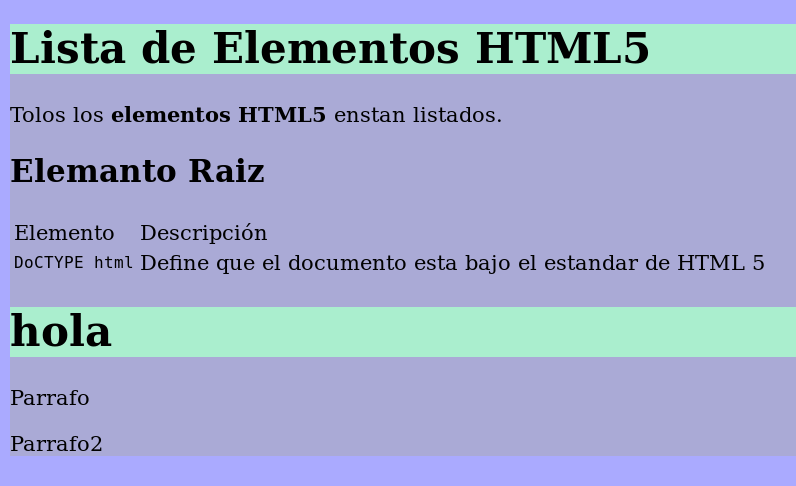 Lista de Elementos HTML5
Tolos los elementos HTML5 enstan listados.
Elemanto Raiz
Elemento Descripción
DoCTYPE html Define que el documento esta bajo el estandar de HTML 5
hola
Parrafo
Parrafo2